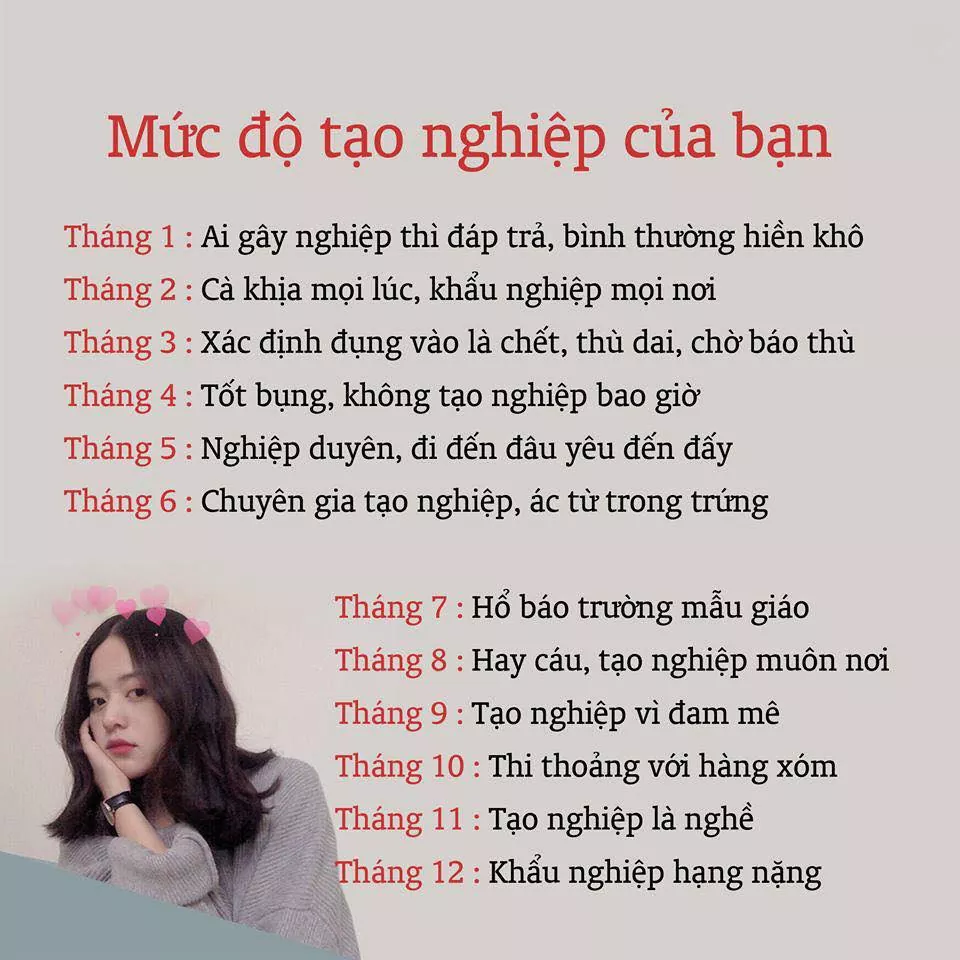 Mức độ tạo nghiệp của bạn
Tháng 1 : Ai gây nghiệp thì đáp trả, bình thường hiền khô
Tháng 2 : Cà khịa mọi lúc, khẩu nghiệp mọi nơi
Tháng 3 : Xác định đụng vào là chết, thù dai, chờ báo thù
Tháng 4 : Tốt bụng, không tạo nghiệp bao giờ
Tháng 5 : Nghiệp duyên, đi đến đâu yêu đến đấy
Tháng 6 : Chuyên gia tạo nghiệp, ác từ trong trứng
Tháng 7 : Hổ báo trường mẫu giáo
Tháng 8 : Hay cáu, tạo nghiệp muôn nơi
Tháng 9 : Tạo nghiệp vì đam mê
Tháng 10 : Thi thoảng với hàng xóm
Tháng 11 : Tạo nghiệp là nghề
Tháng 12 : Khẩu nghiệp hạng nặng